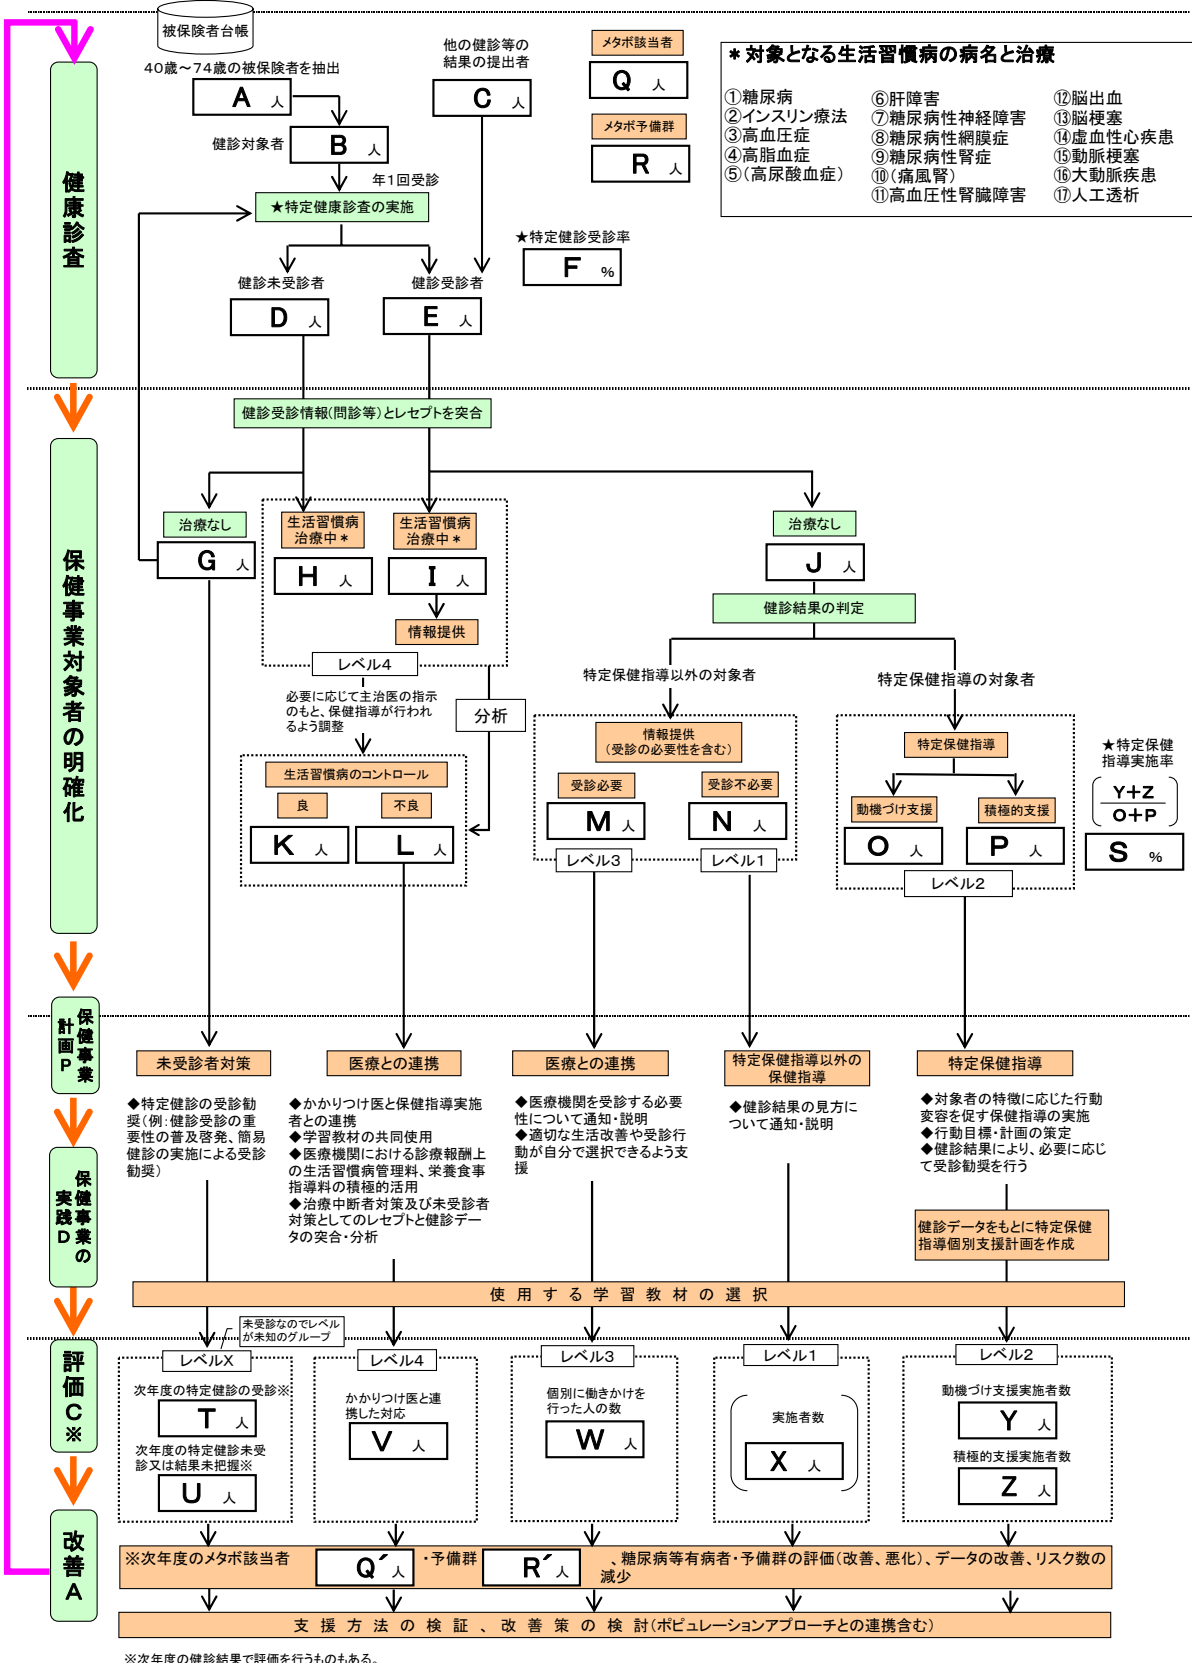 被保険者台帳
40歳～74歳の被保険者を抽出
A 人
健診対象者
B 人
年1回受診
★特定健康診査の実施
他の健診等の
結果の提出者
C 人
メタボ該当者
Q 人
メタボ予備群
R 人
＊対象となる生活習慣病の病名と治療
①糖尿病
②インスリン療法
③高血圧症
④高脂血症
⑤(高尿酸血症)
⑥肝障害
⑦糖尿病性神経障害
⑧糖尿病性網膜症
⑨糖尿病性腎症
⑩(痛風腎)
⑪高血圧性腎臓障害
⑫脳出血
⑬脳梗塞
⑭虚血性心疾患
⑮動脈梗塞
⑯大動脈疾患
⑰人工透析
★特定健診受診率
F %
健診未受診者
D 人
健診受診者
E 人
健康診査
健診受診情報(問診等)とレセプトを突合
保健事業対象者の明確化
治療なし
G 人
生活習慣病
治療中＊
H 人
生活習慣病
治療中＊
I 人
情報提供
レベル4
治療なし
J 人
健診結果の判定
必要に応じて主治医の指示
のもと、保健指導が行われ
るよう調整
分析
生活習慣病のコントロール
良
不良
K 人
L 人
特定保健指導以外の対象者
情報提供
(受診の必要性を含む)
受診必要
受診不必要
M 人
N 人
レベル3
レベル1
特定保健指導の対象者
特定保健指導
動機づけ支援
積極的支援
O 人
P 人
レベル2
★特定保健
指導実施率
Y+Z
O+P
S %
保健事業
計画P
未受診者対策
医療との連携
医療との連携
特定保健指導以外の
保健指導
特定保健指導
◆特定健診の受診勧
奨(例:健診受診の重
要性の普及啓発、簡易
健診の実施による受診
勧奨)
◆かかりつけ医と保健指導実施
者との連携
◆学習教材の共同使用
◆医療機関における診療報酬上
の生活習慣病管理料、栄養食事
指導料の積極的活用
◆治療中断者対策及び未受診者
対策としてのレセプトと健診デー
タの突合・分析
◆医療機関を受診する必要
性について通知・説明
◆適切な生活改善や受診行
動が自分で選択できるよう支
援
◆健診結果の見方に
ついて通知・説明
◆対象者の特徴に応じた行動
変容を促す保健指導の実施
◆行動目標・計画の策定
◆健診結果により、必要に応じ
て受診勧奨を行う
保健事業の
実践D
健診データをもとに特定保健
指導個別支援計画を作成
使用する学習教材の選択
未受診なのでレベル
が未知のグループ
評価C※
レベルX
次年度の特定健診の受診※
T 人
次年度の特定健診未受
診又は結果未把握※
U 人
レベル4
かかりつけ医と連
携した対応
V 人
レベル3
個別に働きかけを
行った人の数
W 人
レベル1
実施者数
X 人
レベル2
動機づけ支援実施者数
Y 人
積極的支援実施者数
Z 人
改善A
※次年度のメタボ該当者 Q´人 ・予備群 R´人 、糖尿病等有病者・予備群の評価(改善、悪化)、データの改善、リスク数の
減少
支援方法の検証、改善策の検討(ポピュレーションアプローチとの連携含む)
※次年度の健診結果で評価を行うものもある。